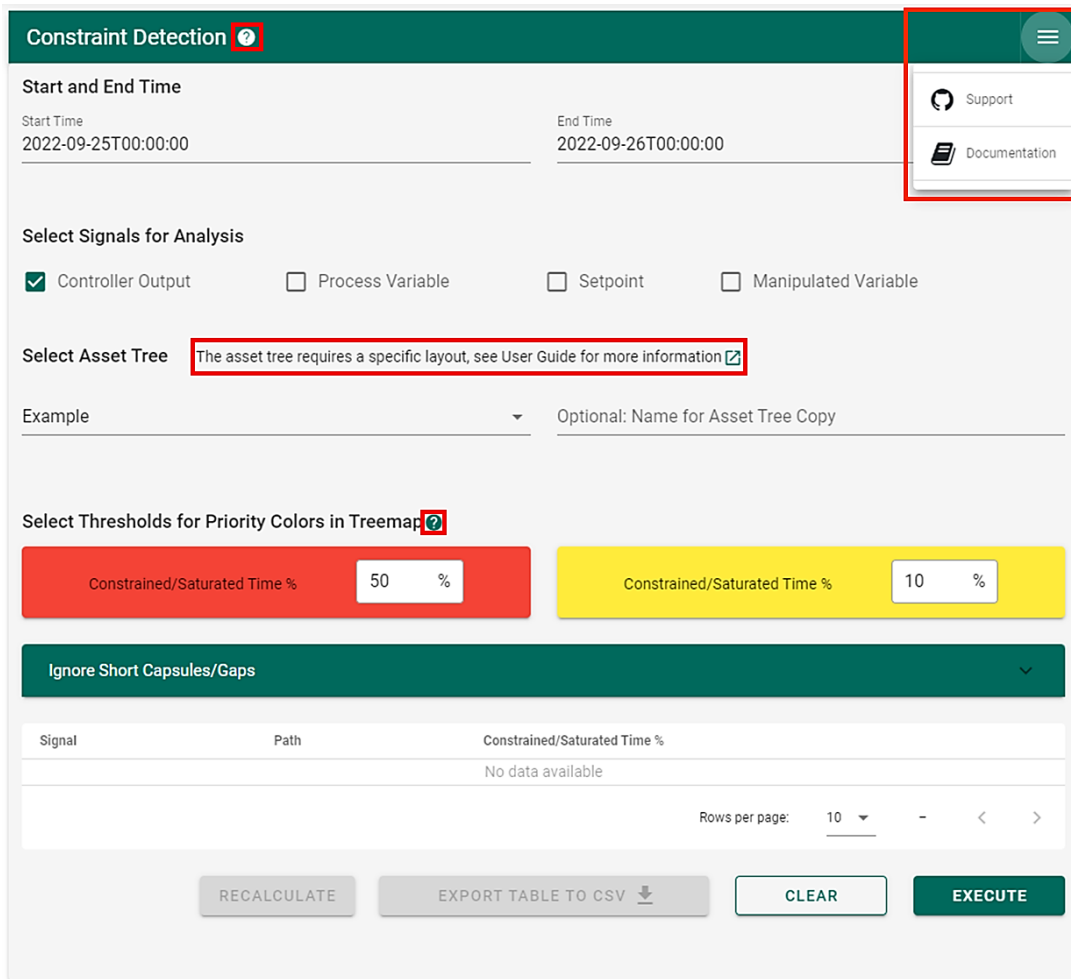 Constraint Detection ?
Start and End Time
Start Time
2022-09-25T00:00:00
End Time
2022-09-26T00:00:00
Support
Documentation
Select Signals for Analysis
Controller Output
Process Variable
Setpoint
Manipulated Variable
Select Asset Tree
The asset tree requires a specific layout, see User Guide for more information
Example
Optional: Name for Asset Tree Copy
Select Thresholds for Priority Colors in Treemap ?
Constrained/Saturated Time % 50 %
Constrained/Saturated Time % 10 %
Ignore Short Capsules/Gaps
Signal Path Constrained/Saturated Time %
No data available
Rows per page: 10 –
RECALCULATE
EXPORT TABLE TO CSV
CLEAR
EXECUTE